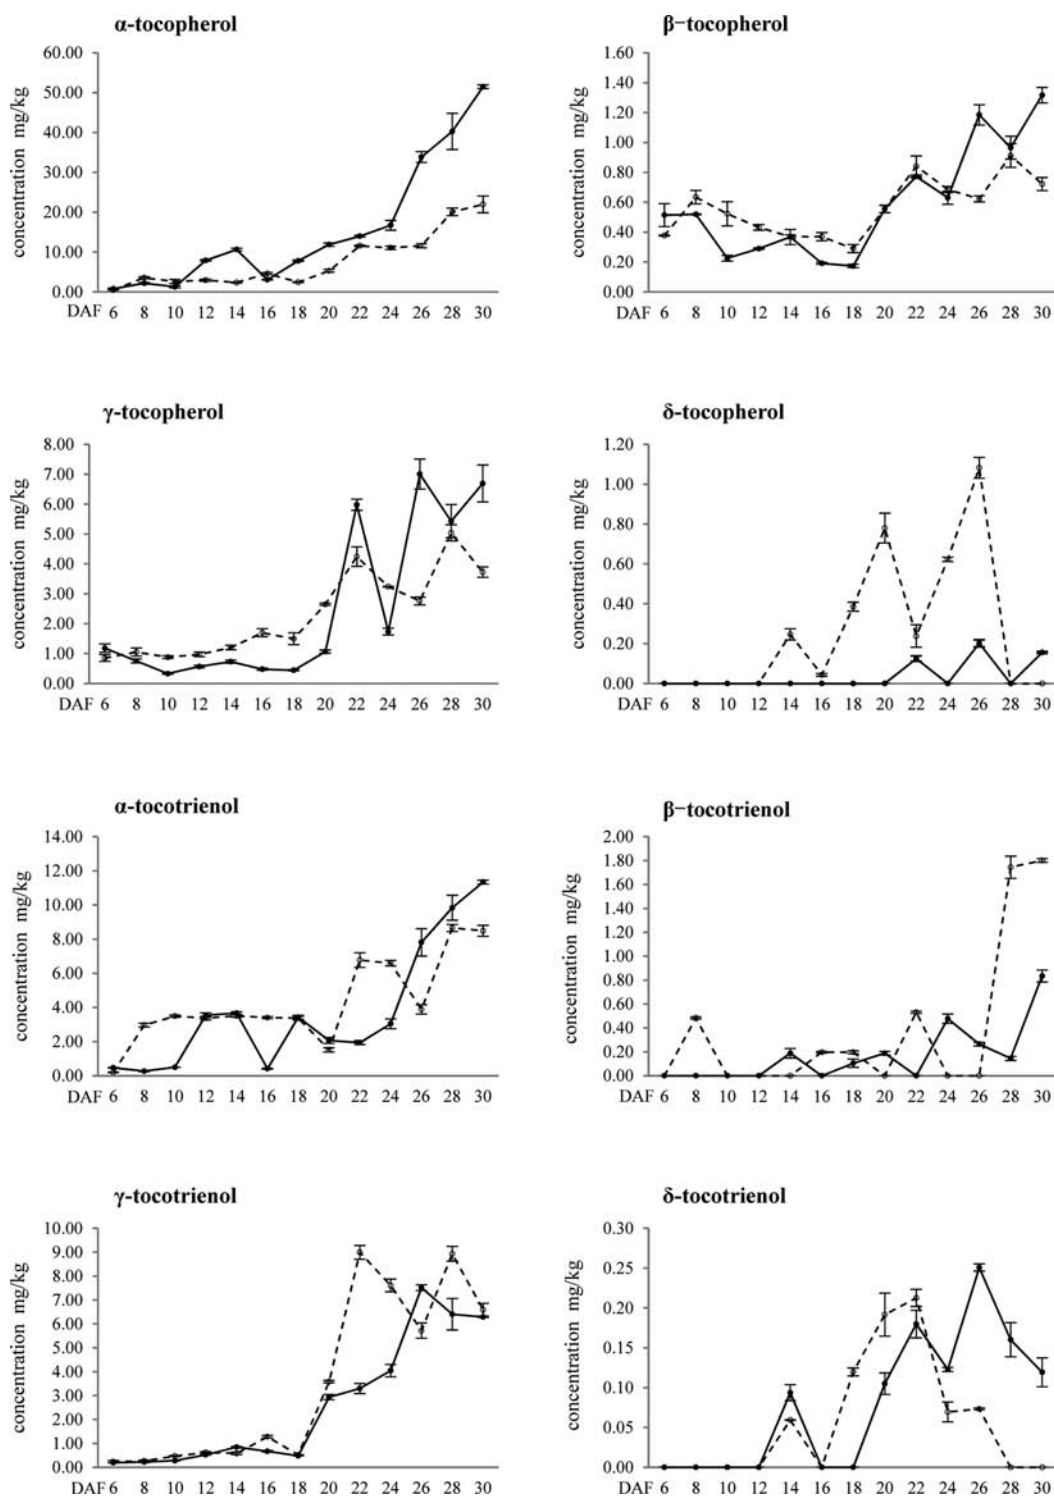 α-tocopherol
60.00
50.00
40.00
30.00
20.00
10.00
0.00
concentration mg/kg
DAF 6 8 10 12 14 16 18 20 22 24 26 28 30
β-tocopherol
1.60
1.40
1.20
1.00
0.80
0.60
0.40
0.20
0.00
concentration mg/kg
DAF 6 8 10 12 14 16 18 20 22 24 26 28 30
γ-tocopherol
8.00
7.00
6.00
5.00
4.00
3.00
2.00
1.00
0.00
concentration mg/kg
DAF 6 8 10 12 14 16 18 20 22 24 26 28 30
δ-tocopherol
1.20
1.00
0.80
0.60
0.40
0.20
0.00
concentration mg/kg
DAF 6 8 10 12 14 16 18 20 22 24 26 28 30
α-tocotrienol
14.00
12.00
10.00
8.00
6.00
4.00
2.00
0.00
concentration mg/kg
DAF 6 8 10 12 14 16 18 20 22 24 26 28 30
β-tocotrienol
2.00
1.80
1.60
1.40
1.20
1.00
0.80
0.60
0.40
0.20
0.00
concentration mg/kg
DAF 6 8 10 12 14 16 18 20 22 24 26 28 30
γ-tocotrienol
10.00
9.00
8.00
7.00
6.00
5.00
4.00
3.00
2.00
1.00
0.00
concentration mg/kg
DAF 6 8 10 12 14 16 18 20 22 24 26 28 30
δ-tocotrienol
0.30
0.25
0.20
0.15
0.10
0.05
0.00
concentration mg/kg
DAF 6 8 10 12 14 16 18 20 22 24 26 28 30